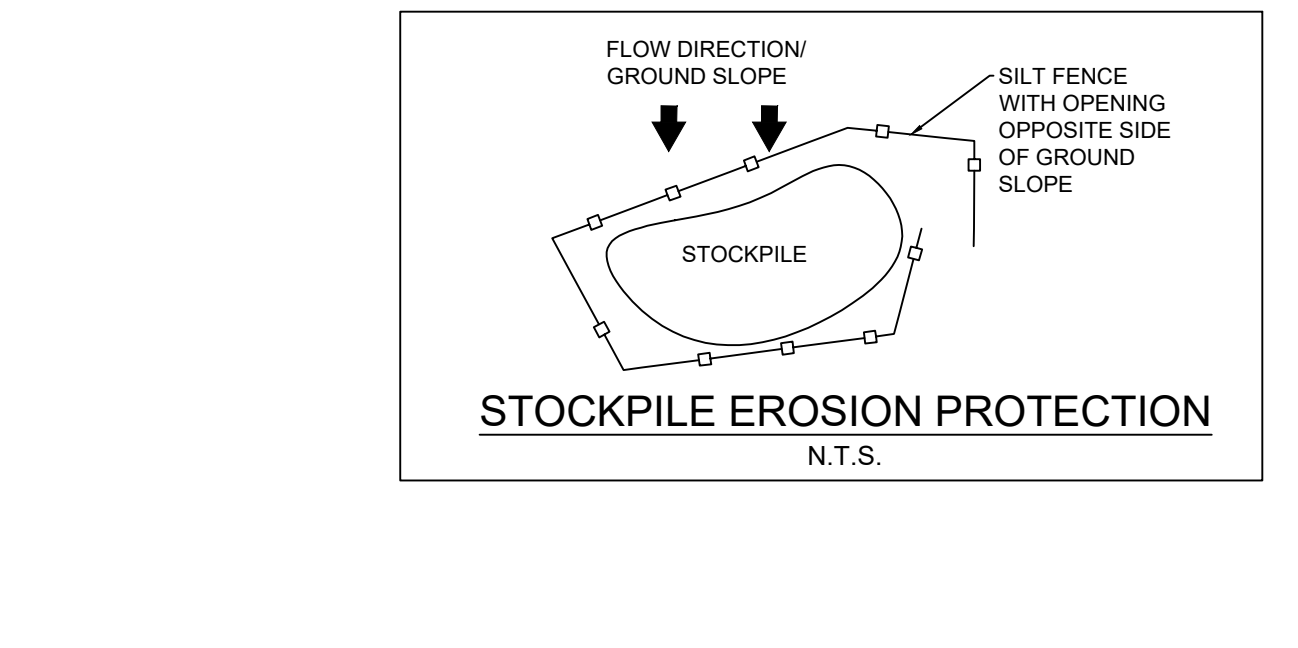 FLOW DIRECTION/
GROUND SLOPE
SILT FENCE
WITH OPENING
OPPOSITE SIDE
OF GROUND
SLOPE
STOCKPILE
STOCKPILE EROSION PROTECTION
N.T.S.